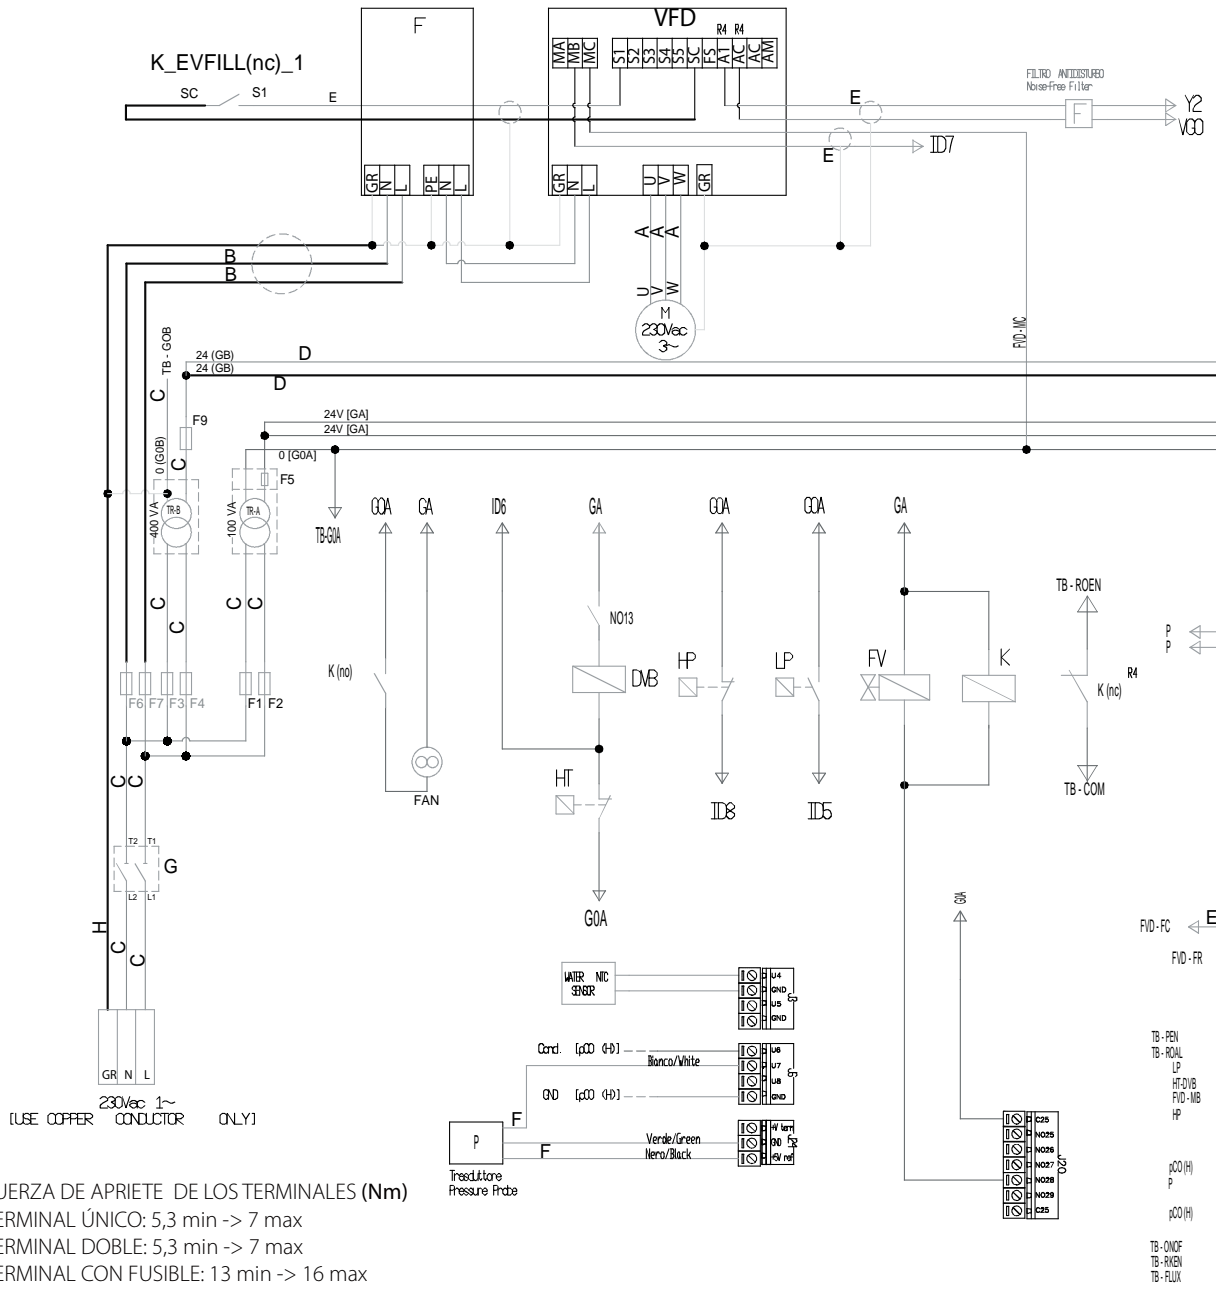 F
VFD
K_EVFILL(nc)_1
R4 R4
MA MB MC
S1 S2 S3 S4 S5 SC FS A1 AC AC AM
SC S1 E
FILTRO ANTIDISTURBO
Noise-Free Filter
E
F
Y2
VG0
E
ID7
GR N L
PE N L
GR N L
U V W
GR
A A A
B
B
U V W
M
230Vac
3~
FVD-MC
TB - GOB
24 (GB)
24 (GB)
D
D
C
F9
24V [GA]
24V [GA]
0 (G0B)
C
0 [G0A]
F5
400 VA
TR-B
100 VA
TR-A
TB-G0A
G0A
GA
ID6
GA
G0A
G0A
GA
C C C C
TB - ROEN
NO13
P
P
K (no)
DVB
HP
LP
FV
K
R4
K (nc)
F6 F7 F3 F4
F1 F2
FAN
HT
ID8
ID5
TB - COM
C C
T2 T1
G
L2 L1
H
C C
G0A
G0A
FVD - FC
E
FVD - FR
WATER NTC
SENSOR
U4
GND
U5
GND
J3
GR N L
230Vac 1~
[USE COPPER CONDUCTOR ONLY]
Cond. [pCO (H)]
Bianco/White
GND [pCO (H)]
U6
U7
U8
GND
J5
F
P
Trasduttore
Pressure Probe
Verde/Green
F
Nero/Black
+V term
GND
+5V ref
C25
NO25
NO26
NO27
NO28
NO29
C25
J20
TB - PEN
TB - ROAL
LP
HT-DVB
FVD - MB
HP
pCO (H)
P
pCO (H)
TB - ONOF
TB - RKEN
TB - FLUX
UERZA DE APRIETE DE LOS TERMINALES (Nm)
ERMINAL ÚNICO: 5,3 min -> 7 max
ERMINAL DOBLE: 5,3 min -> 7 max
ERMINAL CON FUSIBLE: 13 min -> 16 max